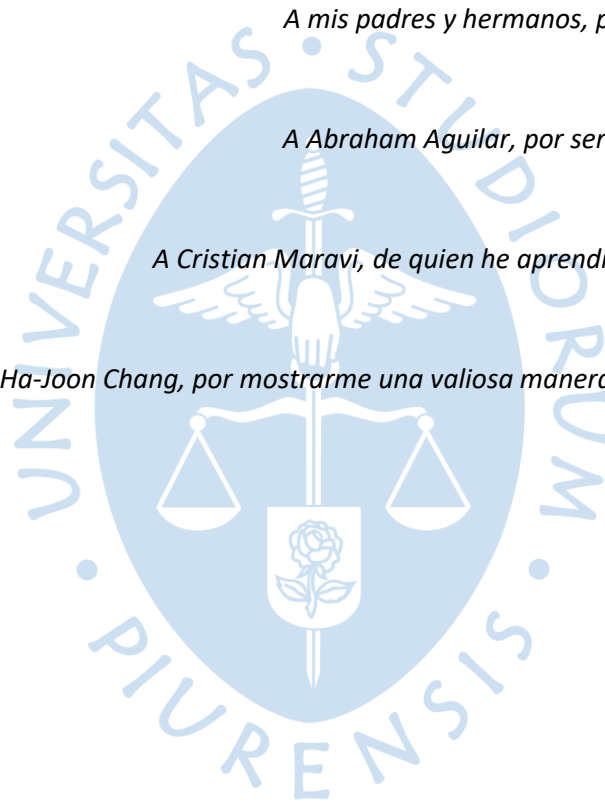 A mis padres y hermanos, p
A Abraham Aguilar, por ser
A Cristian Maravi, de quien he aprendi
Ha-Joon Chang, por mostrarme una valiosa manera
UNIVERSITAS • STUDIORUM • PIURENSIS